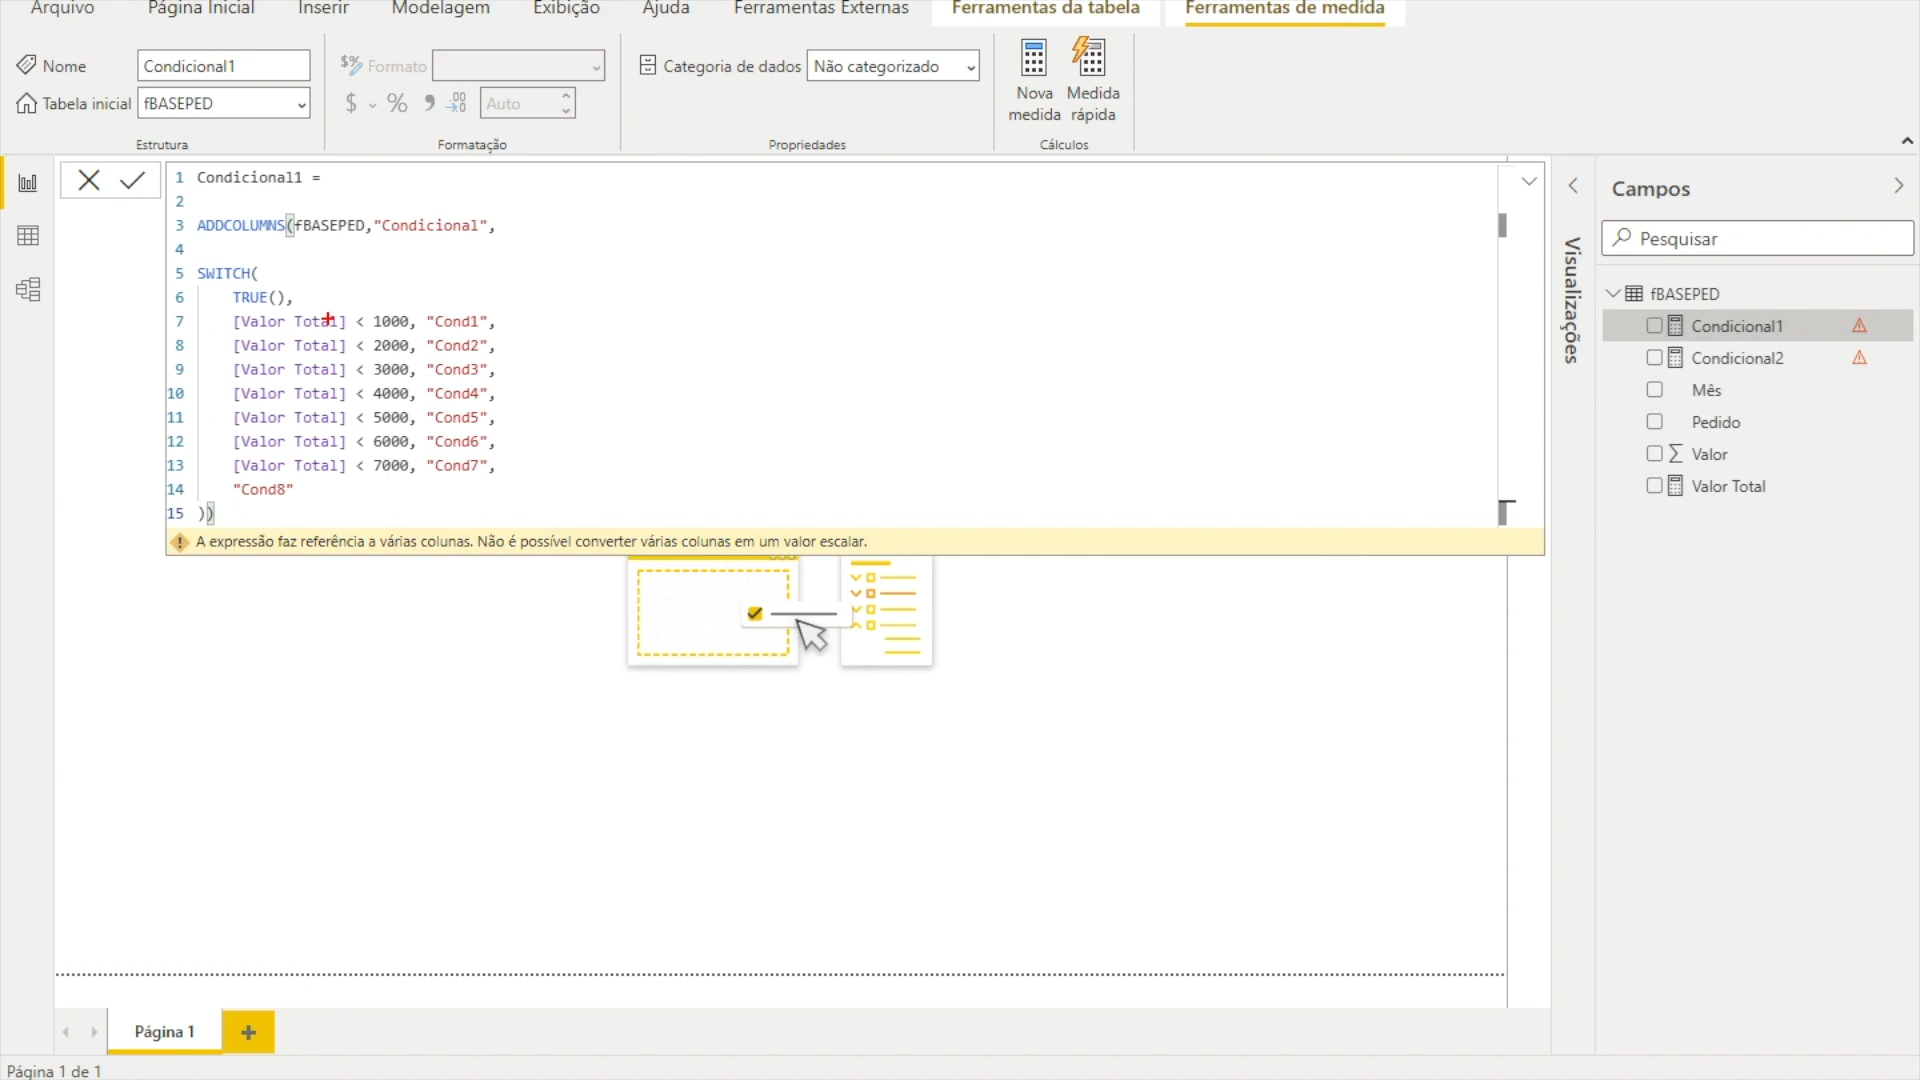 Arquivo Página Inicial Inserir Modelagem Exibição Ajuda Ferramentas Externas Ferramentas da tabela Ferramentas de medida
Nome Condicional1
Tabela inicial fBASEPED
Estrutura
$% Formato
$ % 9 .00 →.0 Auto
Formatação
Categoria de dados Não categorizado
Propriedades
Nova medida
Medida rápida
Cálculos
1 Condicional1 =
2
3 ADDCOLUMNS(fBASEPED,"Condicional",
4
5 SWITCH(
6 TRUE(),
7 [Valor Total] < 1000, "Cond1",
8 [Valor Total] < 2000, "Cond2",
9 [Valor Total] < 3000, "Cond3",
10 [Valor Total] < 4000, "Cond4",
11 [Valor Total] < 5000, "Cond5",
12 [Valor Total] < 6000, "Cond6",
13 [Valor Total] < 7000, "Cond7",
14 "Cond8"
15 ))
A expressão faz referência a várias colunas. Não é possível converter várias colunas em um valor escalar.
Visualizações
Campos
Pesquisar
fBASEPED
Condicional1
Condicional2
Mês
Pedido
∑ Valor
Valor Total
Página 1
Página 1 de 1